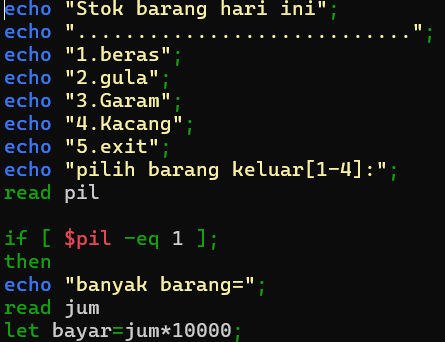 echo "Stok barang hari ini";
echo "............................";
echo "1.beras";
echo "2.gula";
echo "3.Garam";
echo "4.Kacang";
echo "5.exit";
echo "pilih barang keluar[1-4]:";
read pil
if [ $pil -eq 1 ];
then
echo "banyak barang=";
read jum
let bayar=jum*10000;